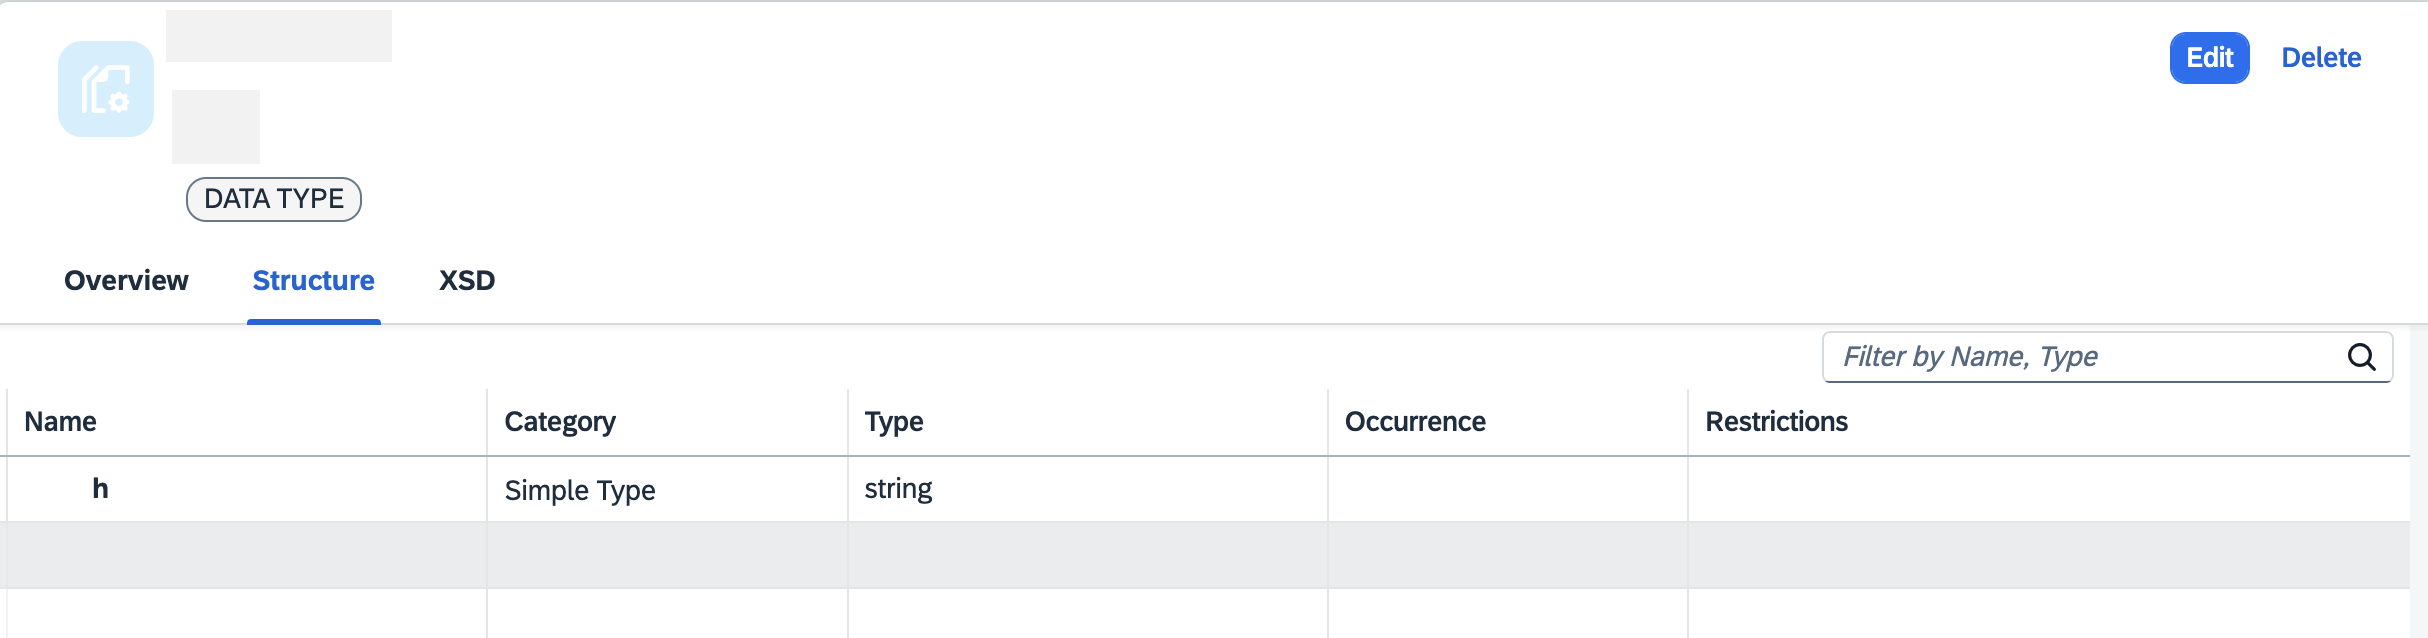 Edit Delete
DATA TYPE
Overview Structure XSD
Filter by Name, Type
Name Category Type Occurrence Restrictions
h Simple Type string